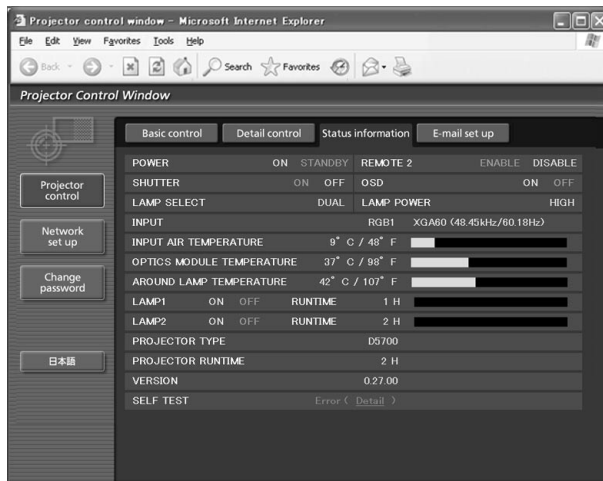 Projector control window - Microsoft Internet Explorer
File Edit View Favorites Tools Help
Back Search Favorites
Projector Control Window
Basic control Detail control Status information E-mail set up
Projector control
Network set up
Change password
日本語
POWER ON STANDBY REMOTE 2 ENABLE DISABLE
SHUTTER ON OFF OSD ON OFF
LAMP SELECT DUAL LAMP POWER HIGH
INPUT RGB1 XGA60 (48.45kHz/60.18Hz)
INPUT AIR TEMPERATURE 9° C / 48° F
OPTICS MODULE TEMPERATURE 37° C / 98° F
AROUND LAMP TEMPERATURE 42° C / 107° F
LAMP1 ON OFF RUNTIME 1 H
LAMP2 ON OFF RUNTIME 2 H
PROJECTOR TYPE D5700
PROJECTOR RUNTIME 2 H
VERSION 0.27.00
SELF TEST Error ( Detail )